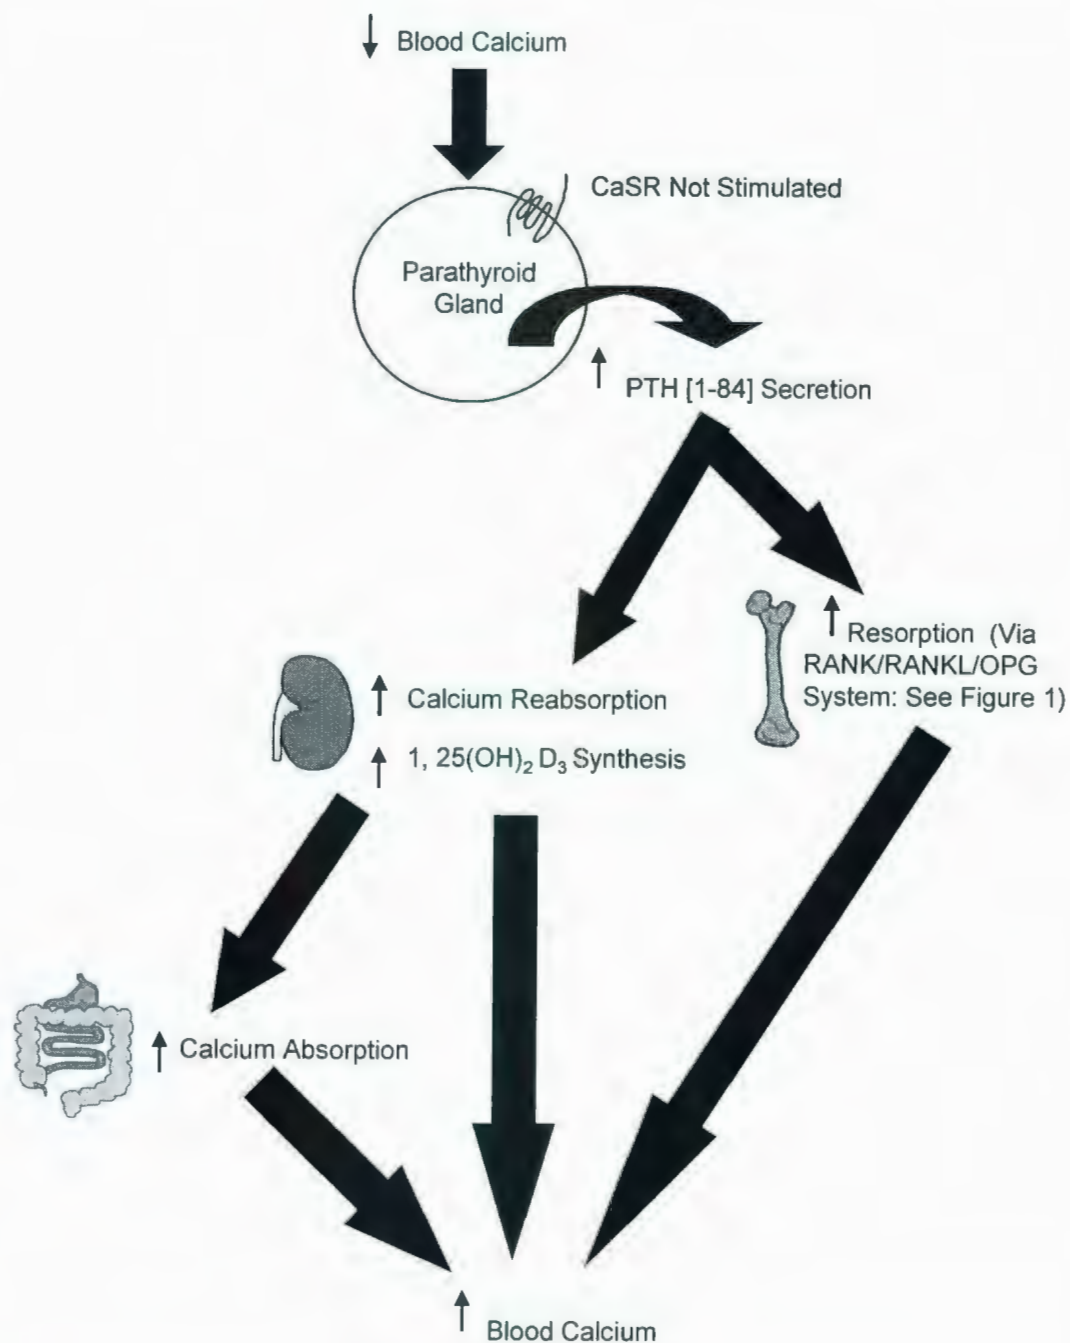 ↓ Blood Calcium
CaSR Not Stimulated
Parathyroid
Gland
↑ PTH [1-84] Secretion
↑ Resorption (Via
RANK/RANKL/OPG
System: See Figure 1)
↑ Calcium Reabsorption
↑ 1, 25(OH)₂ D₃ Synthesis
↑ Calcium Absorption
↑ Blood Calcium